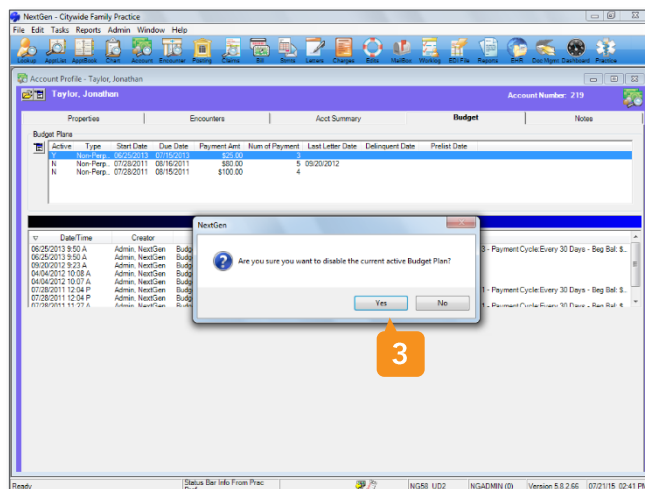 NextGen - Citywide Family Practice
File Edit Tasks Reports Admin Window Help
Lookup ApptList ApptBook Chart Account Encounter Posting Claims Bill Stmts Letters Charges Edits MailBox Worklog EDI File Reports EHR Doc Mgmt Dashboard Practice
Account Profile - Taylor, Jonathan
Taylor, Jonathan Account Number: 219
Properties Encounters Acct Summary Budget Notes
Budget Plans
Active Type Start Date Due Date Payment Amt Num of Payment Last Letter Date Delinquent Date Prelist Date
Y Non-Perp.. 06/25/2013 07/15/2013 $25.00 3
N Non-Perp.. 07/28/2011 08/16/2011 $80.00 5 09/20/2012
N Non-Perp.. 07/28/2011 08/15/2011 $100.00 4
Date/Time Creator
06/25/2013 9:50 A Admin, NextGen Budg 3 - Payment Cycle:Every 30 Days - Beg Bal: $..
06/25/2013 9:50 A Admin, NextGen Budg
09/20/2012 9:23 A Admin, NextGen Budg
04/04/2012 10:08 A Admin, NextGen Budg
04/04/2012 10:07 A Admin, NextGen Budg
07/28/2011 12:04 P Admin, NextGen Budg 1 - Payment Cycle:Every 30 Days - Beg Bal: $..
07/28/2011 12:04 P Admin, NextGen Budg
07/28/2011 11:27 A Admin, NextGen Budg 1 - Payment Cycle:Every 30 Days - Beg Bal: $..
NextGen
Are you sure you want to disable the current active Budget Plan?
Yes No
3
Ready Status Bar Info From Prac NG58_UD2 NGADMIN (0) Version 5.8.2.66 07/21/15 02:41 PM